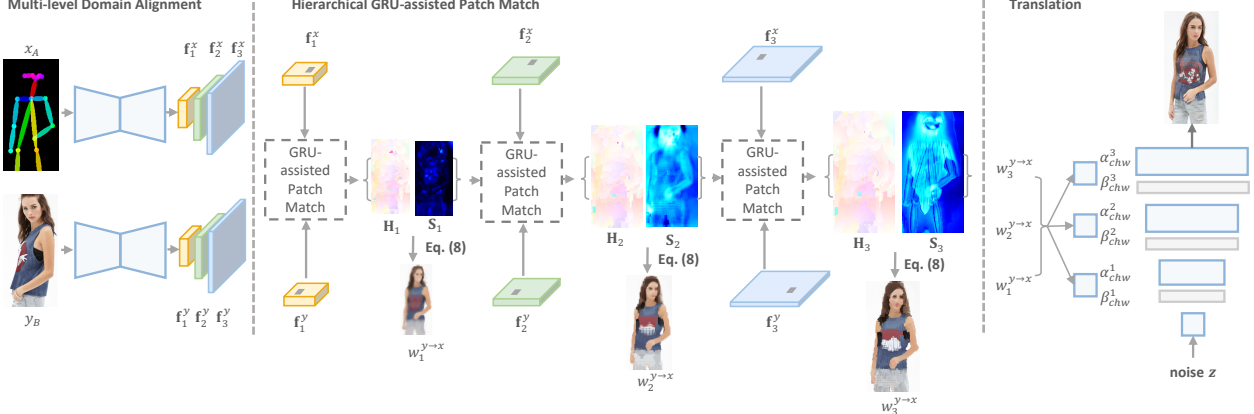 Multi-level Domain Alignment
Hierarchical GRU-assisted Patch Match
Translation
x_A
f_1^x f_2^x f_3^x
y_B
f_1^y f_2^y f_3^y
f_1^x
GRU-
assisted
Patch
Match
f_1^y
H_1
S_1
Eq. (8)
w_1^{y→x}
f_2^x
GRU-
assisted
Patch
Match
f_2^y
H_2
S_2
Eq. (8)
w_2^{y→x}
f_3^x
GRU-
assisted
Patch
Match
f_3^y
H_3
S_3
Eq. (8)
w_3^{y→x}
w_3^{y→x}
w_2^{y→x}
w_1^{y→x}
α_{chw}^3
β_{chw}^3
α_{chw}^2
β_{chw}^2
α_{chw}^1
β_{chw}^1
noise z